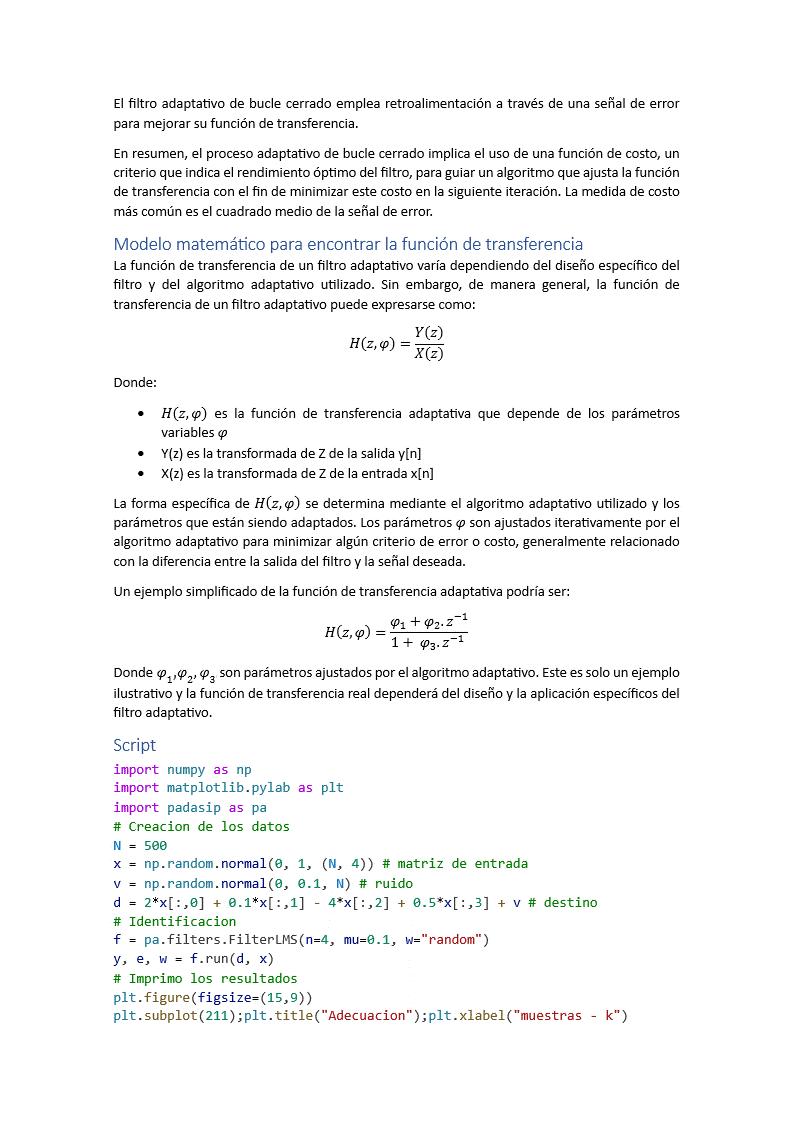 El filtro adaptativo de bucle cerrado emplea retroalimentación a través de una señal de error
para mejorar su función de transferencia.
En resumen, el proceso adaptativo de bucle cerrado implica el uso de una función de costo, un
criterio que indica el rendimiento óptimo del filtro, para guiar un algoritmo que ajusta la función
de transferencia con el fin de minimizar este costo en la siguiente iteración. La medida de costo
más común es el cuadrado medio de la señal de error.
Modelo matemático para encontrar la función de transferencia
La función de transferencia de un filtro adaptativo varía dependiendo del diseño específico del
filtro y del algoritmo adaptativo utilizado. Sin embargo, de manera general, la función de
transferencia de un filtro adaptativo puede expresarse como:
H(z, φ) = Y(z) / X(z)
Donde:
• H(z, φ) es la función de transferencia adaptativa que depende de los parámetros
variables φ
• Y(z) es la transformada de Z de la salida y[n]
• X(z) es la transformada de Z de la entrada x[n]
La forma específica de H(z, φ) se determina mediante el algoritmo adaptativo utilizado y los
parámetros que están siendo adaptados. Los parámetros φ son ajustados iterativamente por el
algoritmo adaptativo para minimizar algún criterio de error o costo, generalmente relacionado
con la diferencia entre la salida del filtro y la señal deseada.
Un ejemplo simplificado de la función de transferencia adaptativa podría ser:
H(z, φ) = (φ₁ + φ₂. z⁻¹) / (1 + φ₃. z⁻¹)
Donde φ₁,φ₂, φ₃ son parámetros ajustados por el algoritmo adaptativo. Este es solo un ejemplo
ilustrativo y la función de transferencia real dependerá del diseño y la aplicación específicos del
filtro adaptativo.
Script
import numpy as np
import matplotlib.pylab as plt
import padasip as pa
# Creacion de los datos
N = 500
x = np.random.normal(0, 1, (N, 4)) # matriz de entrada
v = np.random.normal(0, 0.1, N) # ruido
d = 2*x[:,0] + 0.1*x[:,1] - 4*x[:,2] + 0.5*x[:,3] + v # destino
# Identificacion
f = pa.filters.FilterLMS(n=4, mu=0.1, w="random")
y, e, w = f.run(d, x)
# Imprimo los resultados
plt.figure(figsize=(15,9))
plt.subplot(211);plt.title("Adecuacion");plt.xlabel("muestras - k")